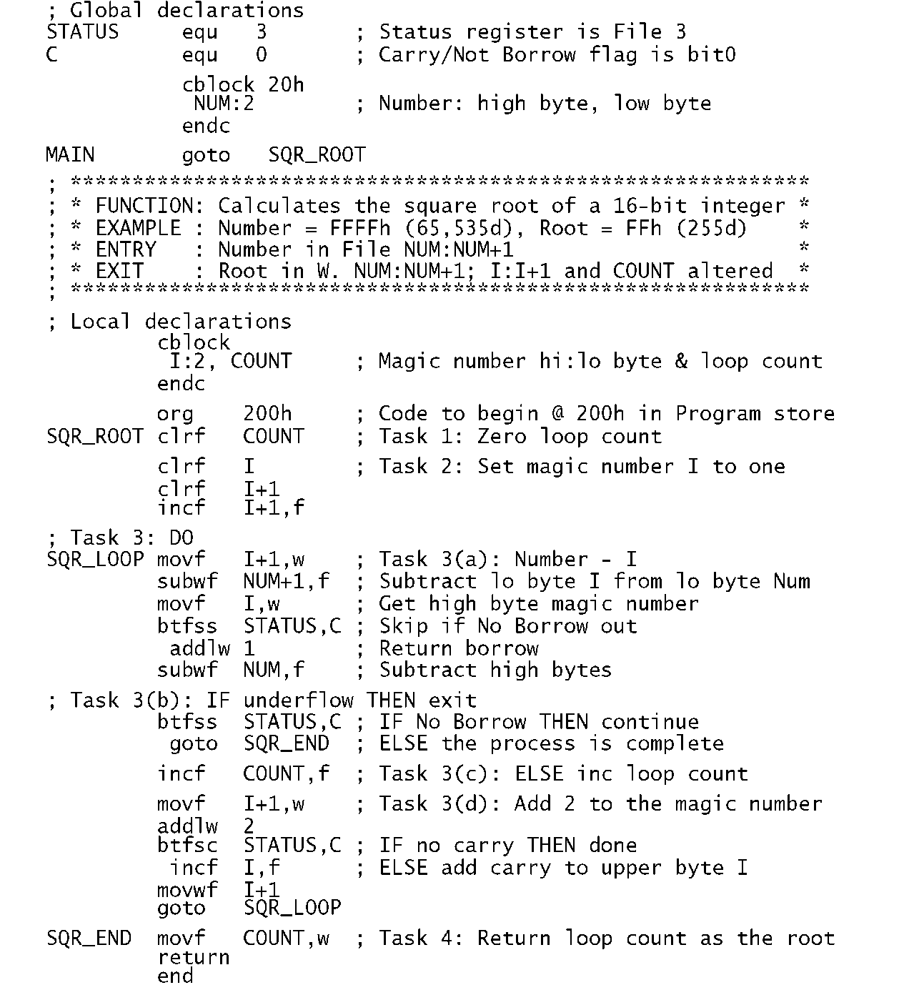 ; Global declarations
STATUS     equ   3       ; Status register is File 3
C          equ   0       ; Carry/Not Borrow flag is bit0
           cblock 20h
            NUM:2        ; Number: high byte, low byte
           endc
MAIN       goto   SQR_ROOT
; ************************************************************
; * FUNCTION: Calculates the square root of a 16-bit integer *
; * EXAMPLE : Number = FFFFh (65,535d), Root = FFh (255d)    *
; * ENTRY   : Number in File NUM:NUM+1                       *
; * EXIT    : Root in W. NUM:NUM+1; I:I+1 and COUNT altered  *
; ************************************************************
; Local declarations
         cblock
          I:2, COUNT     ; Magic number hi:lo byte & loop count
         endc
         org    200h     ; Code to begin @ 200h in Program store
SQR_ROOT clrf   COUNT    ; Task 1: Zero loop count
         clrf   I        ; Task 2: Set magic number I to one
         clrf   I+1
         incf   I+1,f
; Task 3: DO
SQR_LOOP movf   I+1,w    ; Task 3(a): Number - I
         subwf  NUM+1,f  ; Subtract lo byte I from lo byte Num
         movf   I,w      ; Get high byte magic number
         btfss  STATUS,C ; Skip if No Borrow out
          addlw 1        ; Return borrow
         subwf  NUM,f    ; Subtract high bytes
; Task 3(b): IF underflow THEN exit
         btfss  STATUS,C ; IF No Borrow THEN continue
          goto  SQR_END  ; ELSE the process is complete
         incf   COUNT,f  ; Task 3(c): ELSE inc loop count
         movf   I+1,w    ; Task 3(d): Add 2 to the magic number
         addlw  2
         btfsc  STATUS,C ; IF no carry THEN done
          incf  I,f      ; ELSE add carry to upper byte I
         movwf  I+1
         goto   SQR_LOOP
SQR_END  movf   COUNT,w  ; Task 4: Return loop count as the root
         return
         end